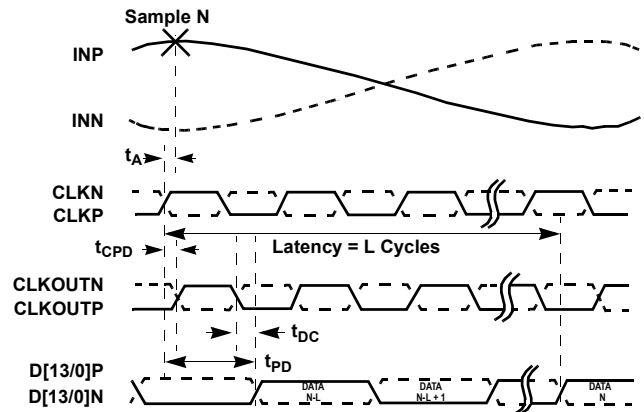 Sample N
INP
INN
tA
CLKN
CLKP
tCPD
Latency = L Cycles
CLKOUTN
CLKOUTP
tDC
tPD
D[13/0]P
D[13/0]N
DATA
N-L
DATA
N-L + 1
DATA
N